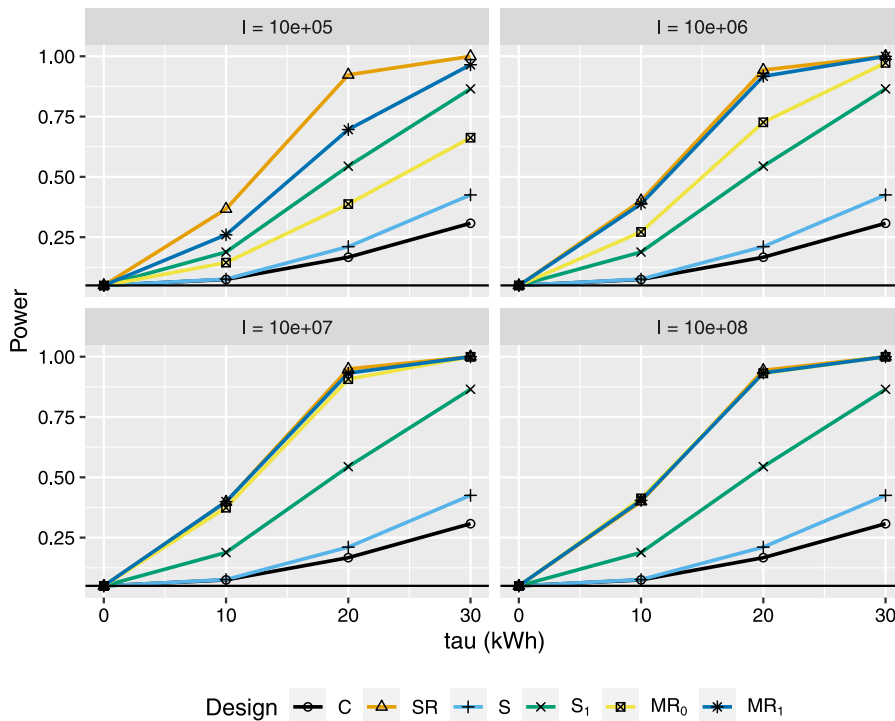 I = 10e+05
I = 10e+06
1.00
0.75
0.50
0.25
I = 10e+07
I = 10e+08
1.00
0.75
0.50
0.25
Power
0 10 20 30
0 10 20 30
tau (kWh)
Design C SR S S₁ MR₀ MR₁